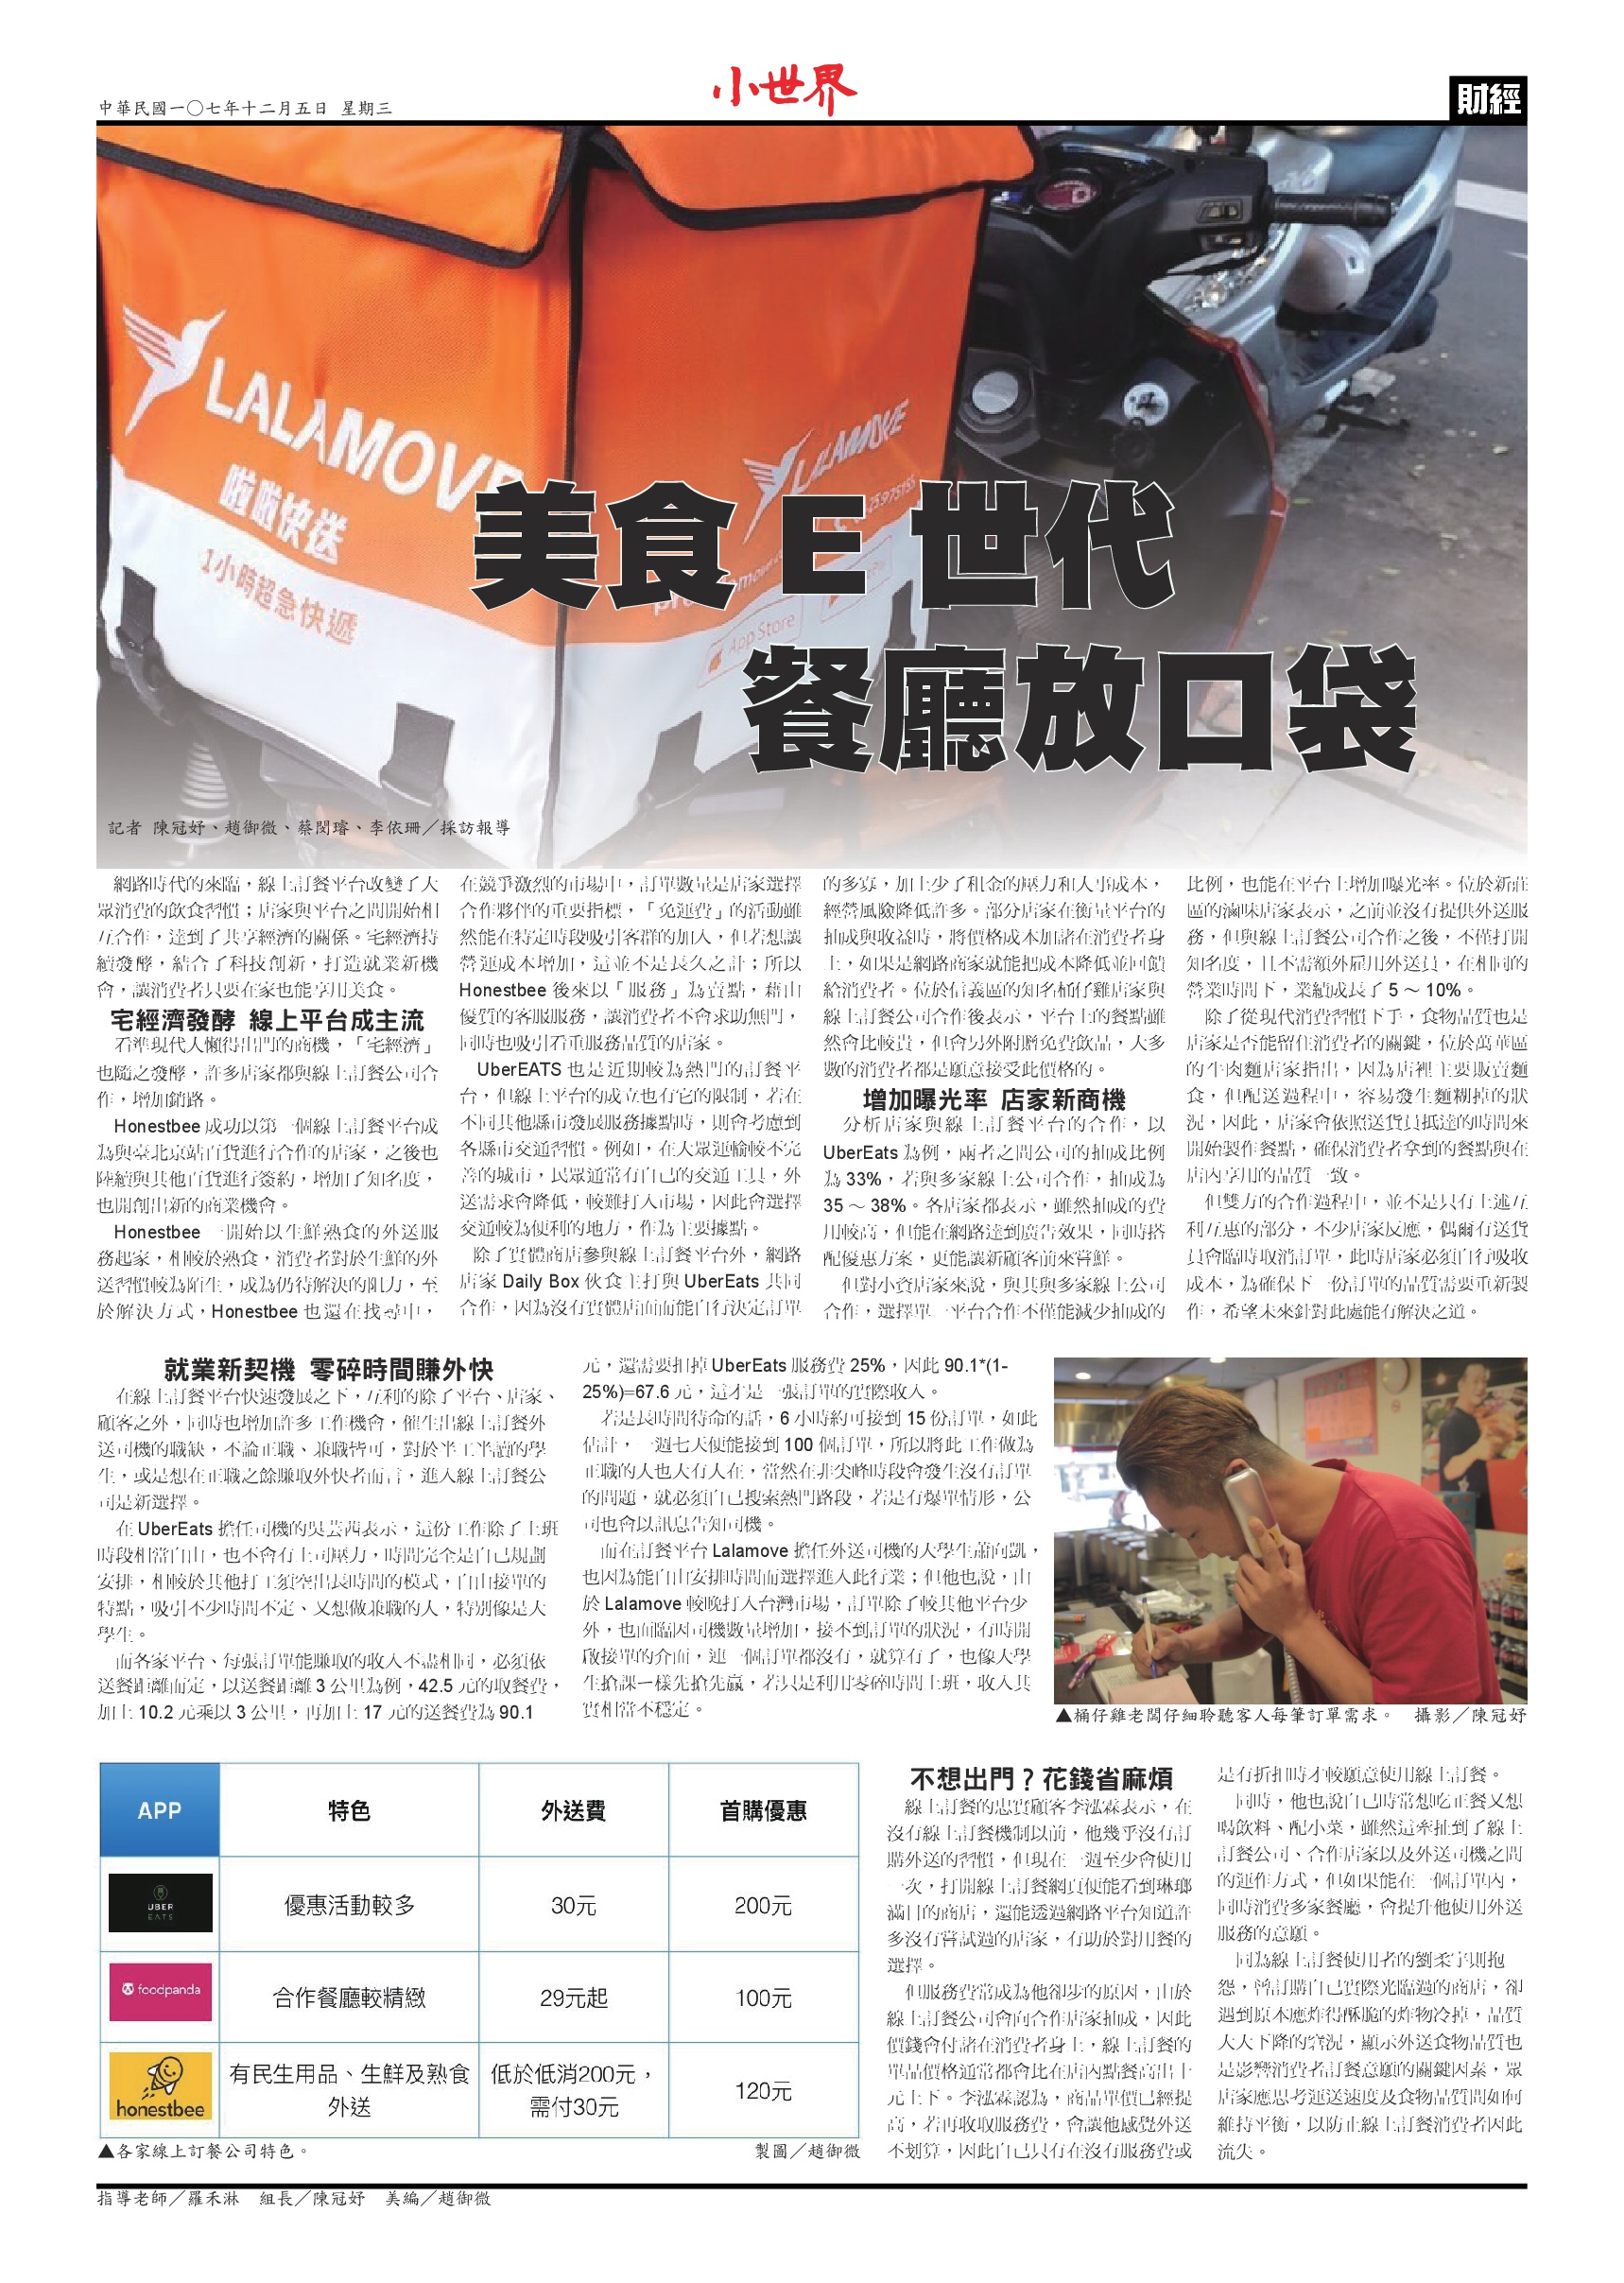 中華民國一〇七年十二月五日 星期三
小世界
財經
LALAMOVE
啦啦快送
1小時超急快遞
LALAMOVE
App Store
美食 E 世代
餐廳放口袋
記者 陳冠妤、趙御微、蔡閔璿、李依珊／採訪報導
網路時代的來臨，線上訂餐平台改變了大
眾消費的飲食習慣；店家與平台之間開始相
互合作，達到了共享經濟的關係。宅經濟持
續發酵，結合了科技創新，打造就業新機
會，讓消費者只要在家也能享用美食。
宅經濟發酵 線上平台成主流
看準現代人懶得出門的商機，「宅經濟」
也隨之發酵，許多店家都與線上訂餐公司合
作，增加銷路。
Honestbee 成功以第一個線上訂餐平台成
為與臺北京站百貨進行合作的店家，之後也
陸續與其他百貨進行簽約，增加了知名度，
也開創出新的商業機會。
Honestbee 一開始以生鮮熟食的外送服
務起家，相較於熟食，消費者對於生鮮的外
送習慣較為陌生，成為仍待解決的阻力，至
於解決方式，Honestbee 也還在找尋中，
在競爭激烈的市場中，訂單數量是店家選擇
合作夥伴的重要指標，「免運費」的活動雖
然能在特定時段吸引客群的加入，但若想讓
營運成本增加，這並不是長久之計；所以
Honestbee 後來以「服務」為賣點，藉由
優質的客服服務，讓消費者不會求助無門，
同時也吸引看重服務品質的店家。
UberEATS 也是近期較為熱門的訂餐平
台，但線上平台的成立也有它的限制，若在
不同其他縣市發展服務據點時，則會考慮到
各縣市交通習慣。例如，在大眾運輸較不完
善的城市，民眾通常有自己的交通工具，外
送需求會降低，較難打入市場，因此會選擇
交通較為便利的地方，作為主要據點。
除了實體商店參與線上訂餐平台外，網路
店家 Daily Box 伙食主打與 UberEats 共同
合作，因為沒有實體店面而能自行決定訂單
的多寡，加上少了租金的壓力和人事成本，
經營風險降低許多。部分店家在衡量平台的
抽成與收益時，將價格成本加諸在消費者身
上，如果是網路商家就能把成本降低並回饋
給消費者。位於信義區的知名桶仔雞店家與
線上訂餐公司合作後表示，平台上的餐點雖
然會比較貴，但會另外附贈免費飲品，大多
數的消費者都是願意接受此價格的。
增加曝光率 店家新商機
分析店家與線上訂餐平台的合作，以
UberEats 為例，兩者之間公司的抽成比例
為 33%，若與多家線上公司合作，抽成為
35 ～ 38%。各店家都表示，雖然抽成的費
用較高，但能在網路達到廣告效果，同時搭
配優惠方案，更能讓新顧客前來嘗鮮。
但對小資店家來說，與其與多家線上公司
合作，選擇單一平台合作不僅能減少抽成的
比例，也能在平台上增加曝光率。位於新莊
區的滷味店家表示，之前並沒有提供外送服
務，但與線上訂餐公司合作之後，不僅打開
知名度，且不需額外雇用外送員，在相同的
營業時間下，業績成長了 5 ～ 10%。
除了從現代消費習慣下手，食物品質也是
店家是否能留住消費者的關鍵，位於萬華區
的牛肉麵店家指出，因為店裡主要販賣麵
食，但配送過程中，容易發生麵糊掉的狀
況，因此，店家會依照送貨員抵達的時間來
開始製作餐點，確保消費者拿到的餐點與在
店內享用的品質一致。
但雙方的合作過程中，並不是只有上述互
利互惠的部分，不少店家反應，偶爾有送貨
員會臨時取消訂單，此時店家必須自行吸收
成本，為確保下一份訂單的品質需要重新製
作，希望未來針對此處能有解決之道。
就業新契機 零碎時間賺外快
在線上訂餐平台快速發展之下，互利的除了平台、店家、
顧客之外，同時也增加許多工作機會，催生出線上訂餐外
送司機的職缺，不論正職、兼職皆可，對於半工半讀的學
生，或是想在正職之餘賺取外快者而言，進入線上訂餐公
司是新選擇。
在 UberEats 擔任司機的吳芸茜表示，這份工作除了上班
時段相當自由，也不會有上司壓力，時間完全是自己規劃
安排，相較於其他打工須空出長時間的模式，自由接單的
特點，吸引不少時間不定、又想做兼職的人，特別像是大
學生。
而各家平台、每張訂單能賺取的收入不盡相同，必須依
送餐距離而定，以送餐距離 3 公里為例，42.5 元的取餐費，
加上 10.2 元乘以 3 公里，再加上 17 元的送餐費為 90.1
元，還需要扣掉 UberEats 服務費 25%，因此 90.1*(1-
25%)=67.6 元，這才是一張訂單的實際收入。
若是長時間待命的話，6 小時約可接到 15 份訂單，如此
估計，一週七天便能接到 100 個訂單，所以將此工作做為
正職的人也大有人在，當然在非尖峰時段會發生沒有訂單
的問題，就必須自己搜索熱門路段，若是有爆單情形，公
司也會以訊息告知司機。
而在訂餐平台 Lalamove 擔任外送司機的大學生蕭向凱，
也因為能自由安排時間而選擇進入此行業；但他也說，由
於 Lalamove 較晚打入台灣市場，訂單除了較其他平台少
外，也面臨因司機數量增加，接不到訂單的狀況，有時開
啟接單的介面，連一個訂單都沒有，就算有了，也像大學
生搶課一樣先搶先贏，若只是利用零碎時間上班，收入其
實相當不穩定。
▲桶仔雞老闆仔細聆聽客人每筆訂單需求。 攝影／陳冠妤
APP 特色 外送費 首購優惠
UBER EATS 優惠活動較多 30元 200元
foodpanda 合作餐廳較精緻 29元起 100元
honestbee 有民生用品、生鮮及熟食 低於低消200元， 120元
外送 需付30元
▲各家線上訂餐公司特色。 製圖／趙御微
不想出門？花錢省麻煩
線上訂餐的忠實顧客李泓霖表示，在
沒有線上訂餐機制以前，他幾乎沒有訂
購外送的習慣，但現在一週至少會使用
一次，打開線上訂餐網頁便能看到琳瑯
滿目的商店，還能透過網路平台知道許
多沒有嘗試過的店家，有助於對用餐的
選擇。
但服務費常成為他卻步的原因，由於
線上訂餐公司會向合作店家抽成，因此
價錢會付諸在消費者身上，線上訂餐的
單品價格通常都會比在店內點餐高出十
元上下。李泓霖認為，商品單價已經提
高，若再收取服務費，會讓他感覺外送
不划算，因此自己只有在沒有服務費或
是有折扣時才較願意使用線上訂餐。
同時，他也說自己時常想吃正餐又想
喝飲料、配小菜，雖然這牽扯到了線上
訂餐公司、合作店家以及外送司機之間
的運作方式，但如果能在一個訂單內，
同時消費多家餐廳，會提升他使用外送
服務的意願。
同為線上訂餐使用者的劉柔予則抱
怨，曾訂購自己實際光臨過的商店，卻
遇到原本應炸得酥脆的炸物冷掉，品質
大大下降的窘況，顯示外送食物品質也
是影響消費者訂餐意願的關鍵因素，眾
店家應思考運送速度及食物品質間如何
維持平衡，以防止線上訂餐消費者因此
流失。
指導老師／羅禾淋 組長／陳冠妤 美編／趙御微